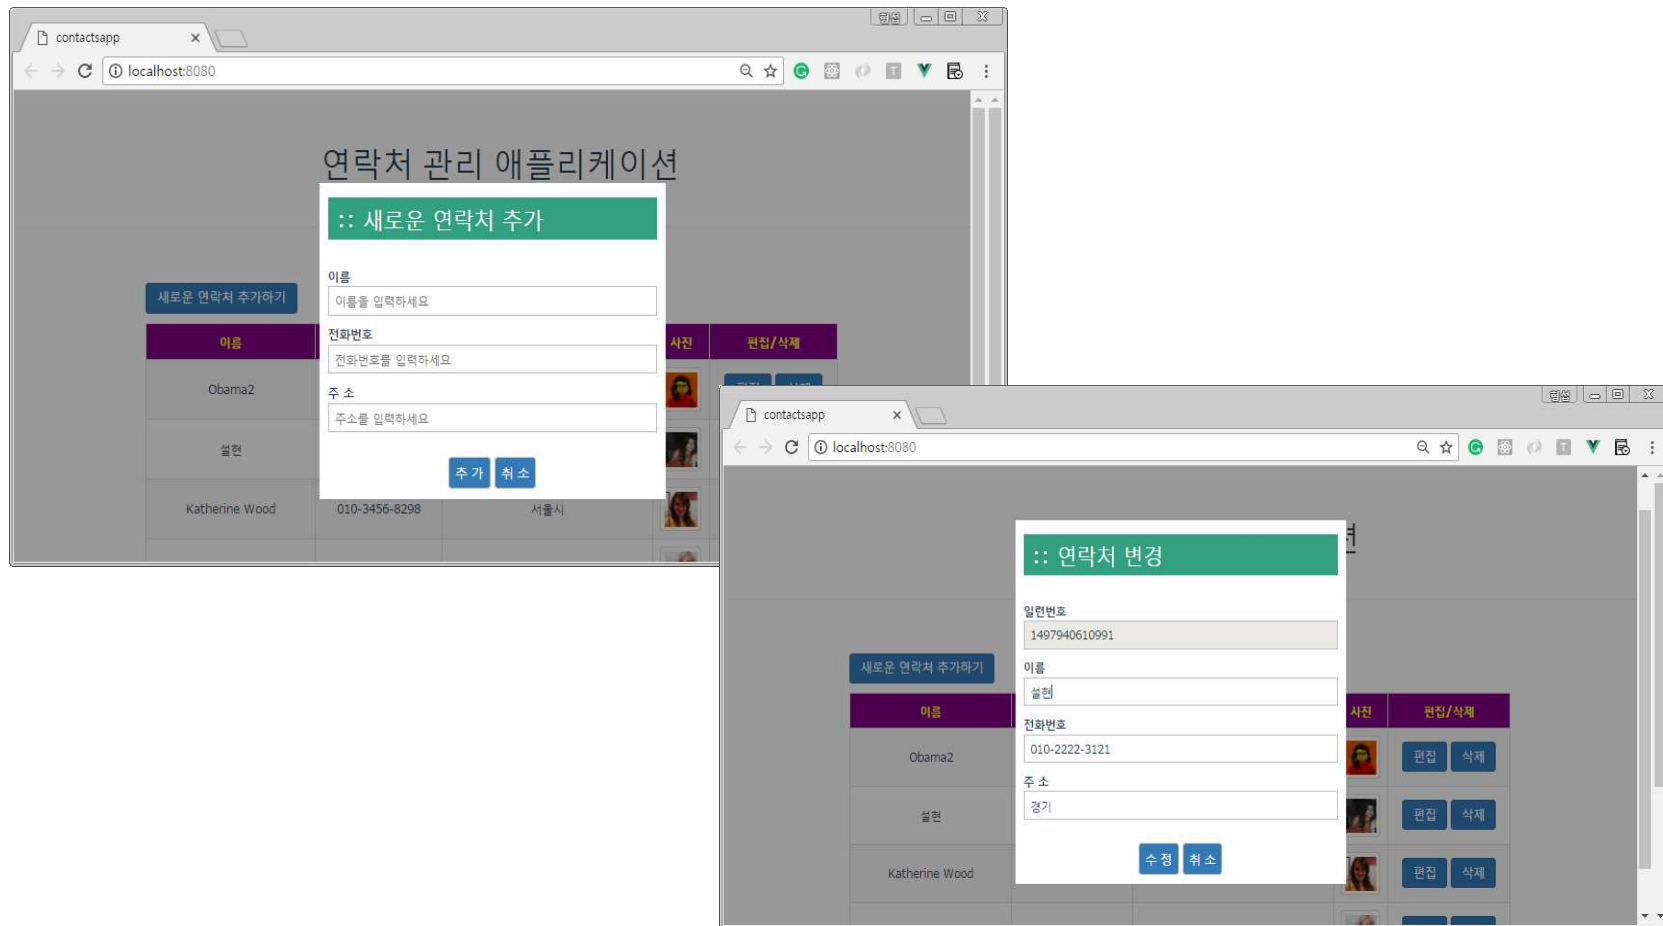 형섭
contactsapp
localhost:8080
연락처 관리 애플리케이션
:: 새로운 연락처 추가
이름
이름을 입력하세요
전화번호
전화번호를 입력하세요
주 소
주소를 입력하세요
추 가 취 소
새로운 연락처 추가하기
이름 사진 편집/삭제
Obama2
설현
Katherine Wood 010-3456-8298 서울시
형섭
contactsapp
localhost:8080
션
:: 연락처 변경
일련번호
1497940610991
이름
설현
전화번호
010-2222-3121
주 소
경기
수 정 취 소
새로운 연락처 추가하기
이름 사진 편집/삭제
Obama2 편집 삭제
설현 편집 삭제
Katherine Wood 편집 삭제